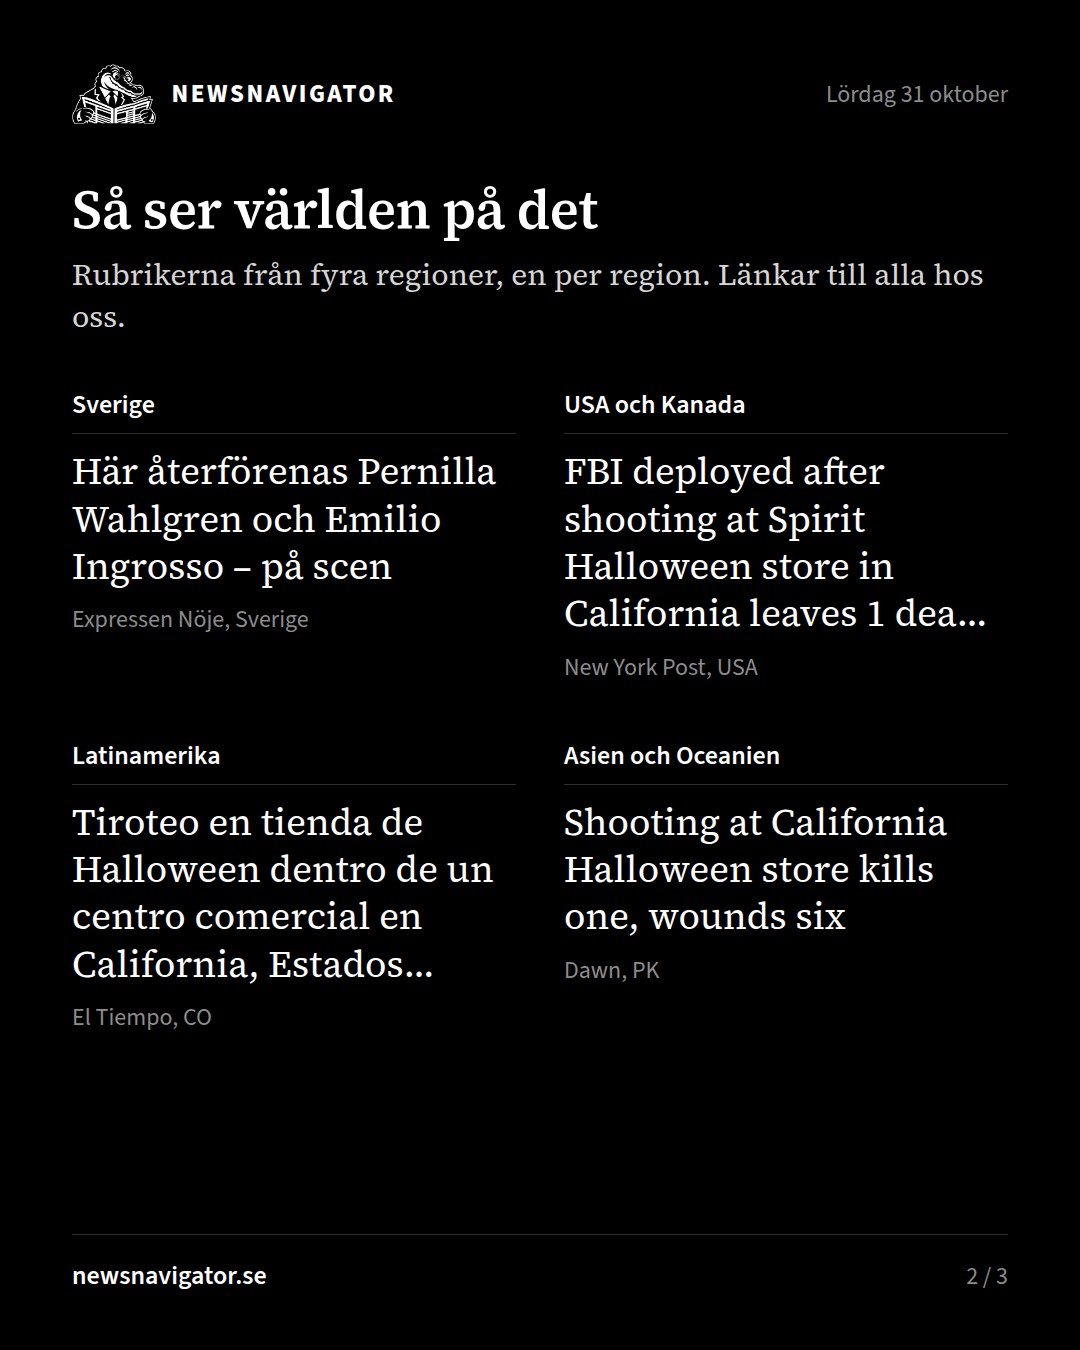 NEWSNAVIGATOR
Lördag 31 oktober
Så ser världen på det
Rubrikerna från fyra regioner, en per region. Länkar till alla hos
oss.
Sverige
Här återförenas Pernilla
Wahlgren och Emilio
Ingrosso – på scen
Expressen Nöje, Sverige
USA och Kanada
FBI deployed after
shooting at Spirit
Halloween store in
California leaves 1 dea...
New York Post, USA
Latinamerika
Tiroteo en tienda de
Halloween dentro de un
centro comercial en
California, Estados...
El Tiempo, CO
Asien och Oceanien
Shooting at California
Halloween store kills
one, wounds six
Dawn, PK
newsnavigator.se
2 / 3